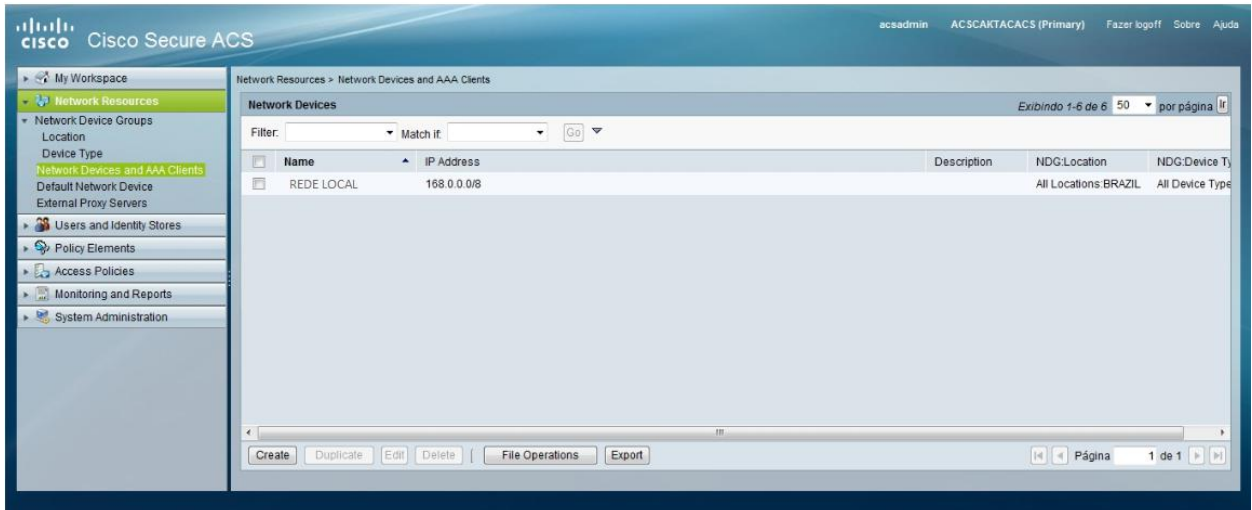 cisco Cisco Secure ACS
acsadmin ACSCAKTACACS (Primary) Fazer logoff Sobre Ajuda
My Workspace
Network Resources
Network Device Groups
Location
Device Type
Network Devices and AAA Clients
Default Network Device
External Proxy Servers
Users and Identity Stores
Policy Elements
Access Policies
Monitoring and Reports
System Administration
Network Resources > Network Devices and AAA Clients
Network Devices Exibindo 1-6 de 6 50 por página Ir
Filter: Match if: Go
Name IP Address Description NDG:Location NDG:Device Ty
REDE LOCAL 168.0.0.0/8 All Locations:BRAZIL All Device Type
Create Duplicate Edit Delete | File Operations Export Página 1 de 1